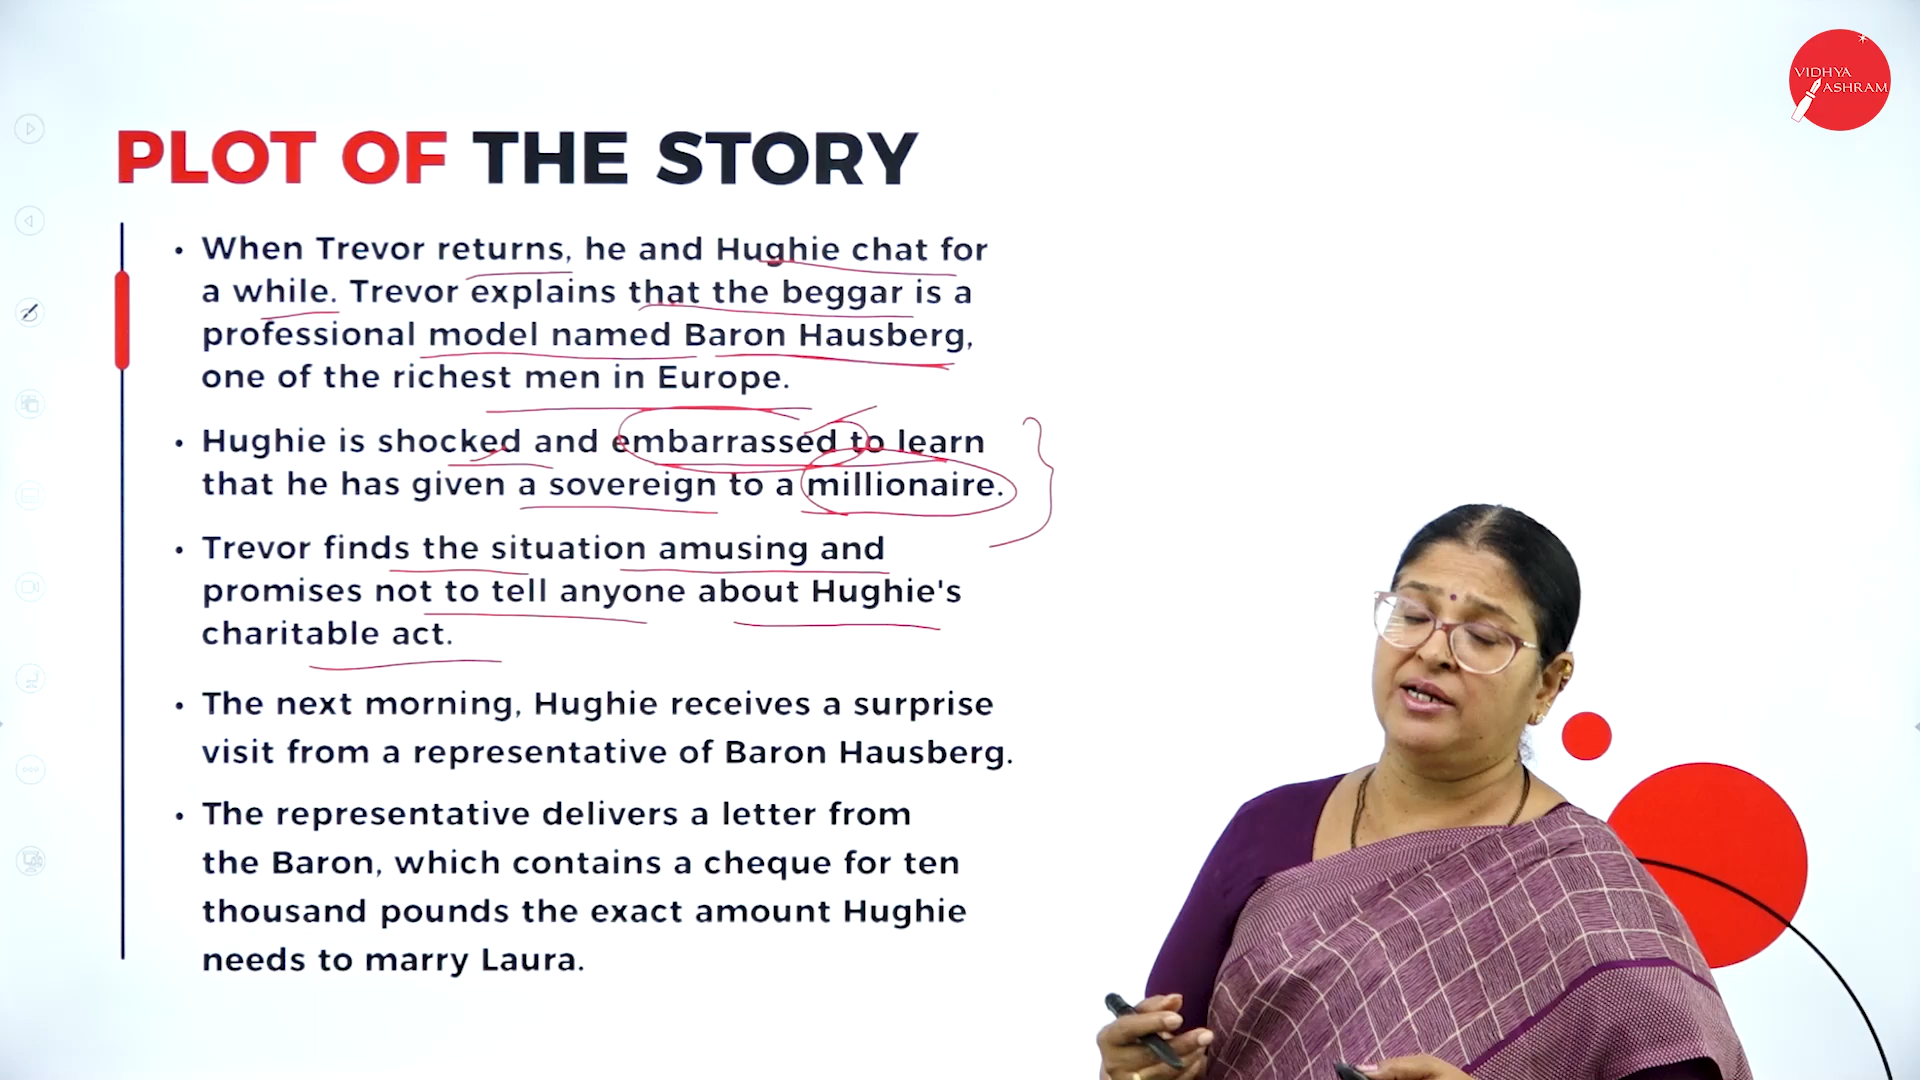 VIDHYA
ASHRAM
PLOT OF THE STORY
• When Trevor returns, he and Hughie chat for
a while. Trevor explains that the beggar is a
professional model named Baron Hausberg,
one of the richest men in Europe.
• Hughie is shocked and embarrassed to learn
that he has given a sovereign to a millionaire.
• Trevor finds the situation amusing and
promises not to tell anyone about Hughie's
charitable act.
• The next morning, Hughie receives a surprise
visit from a representative of Baron Hausberg.
• The representative delivers a letter from
the Baron, which contains a cheque for ten
thousand pounds the exact amount Hughie
needs to marry Laura.